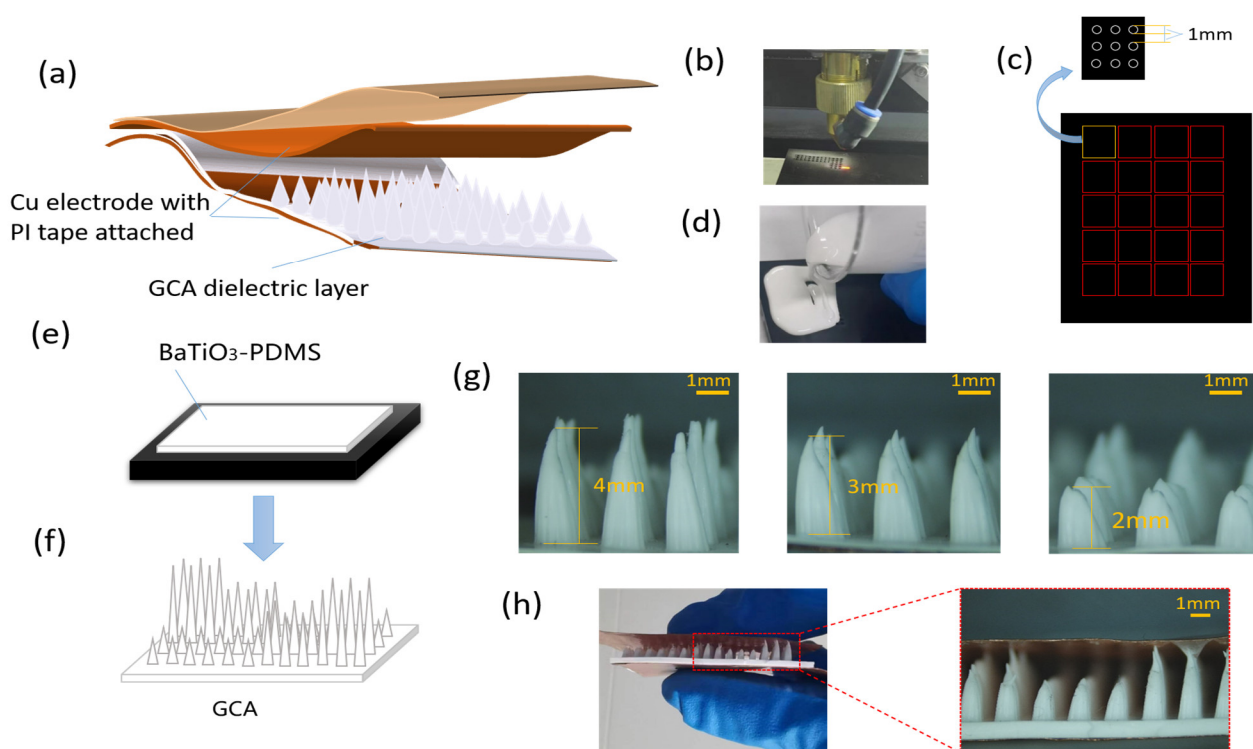 (a)
Cu electrode with
PI tape attached
GCA dielectric layer
(b)
(c)
1mm
(d)
(e)
BaTiO₃-PDMS
(f)
GCA
(g)
1mm
4mm
1mm
3mm
1mm
2mm
(h)
1mm